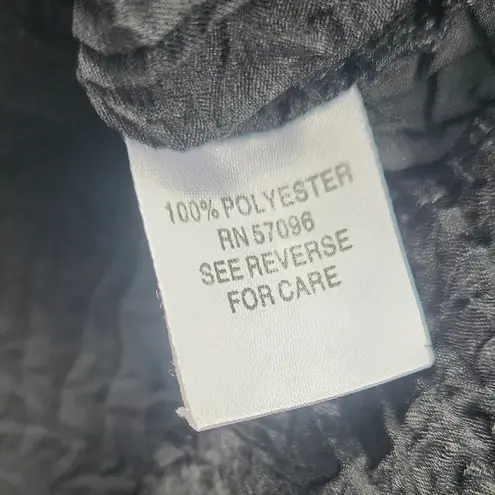 100% POLYESTER
RN 57096
SEE REVERSE
FOR CARE